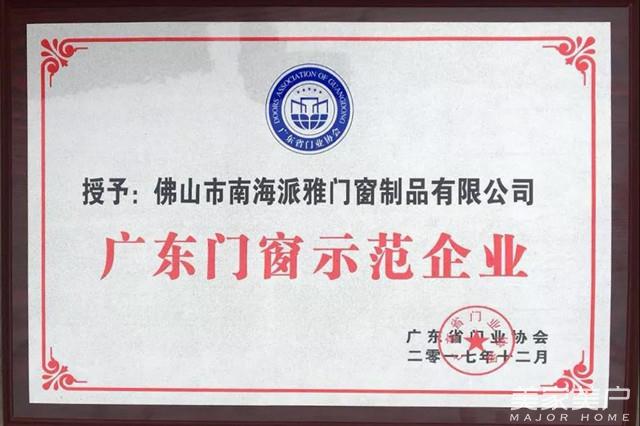 DOORS ASSOCIATION OF GUANGDONG
广东省门业协会
授予：佛山市南海派雅门窗制品有限公司
广东门窗示范企业
广东省门业协会
二零一七年十二月
美家美户
MAJOR HOME